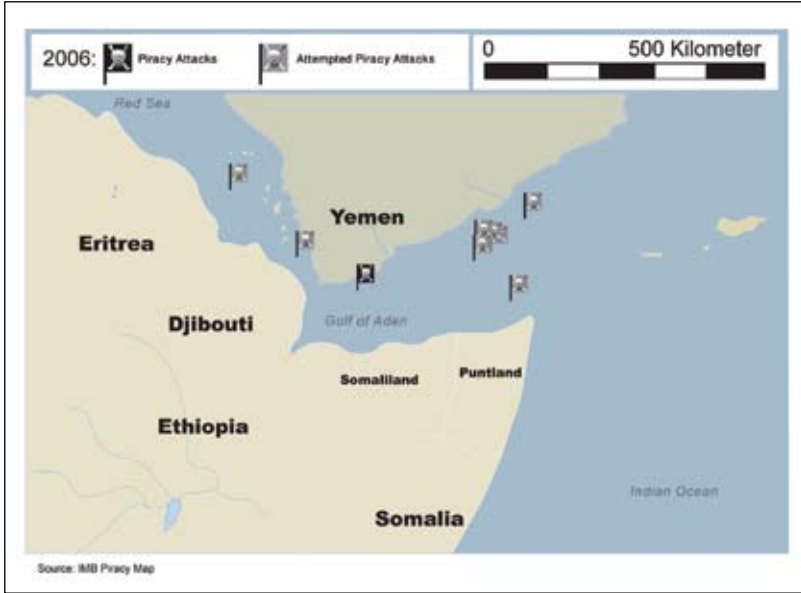 2006: Piracy Attacks Attempted Piracy Attacks
0 500 Kilometer
Red Sea
Yemen
Eritrea
Djibouti
Gulf of Aden
Somaliland
Puntland
Ethiopia
Indian Ocean
Somalia
Source: IMB Piracy Map